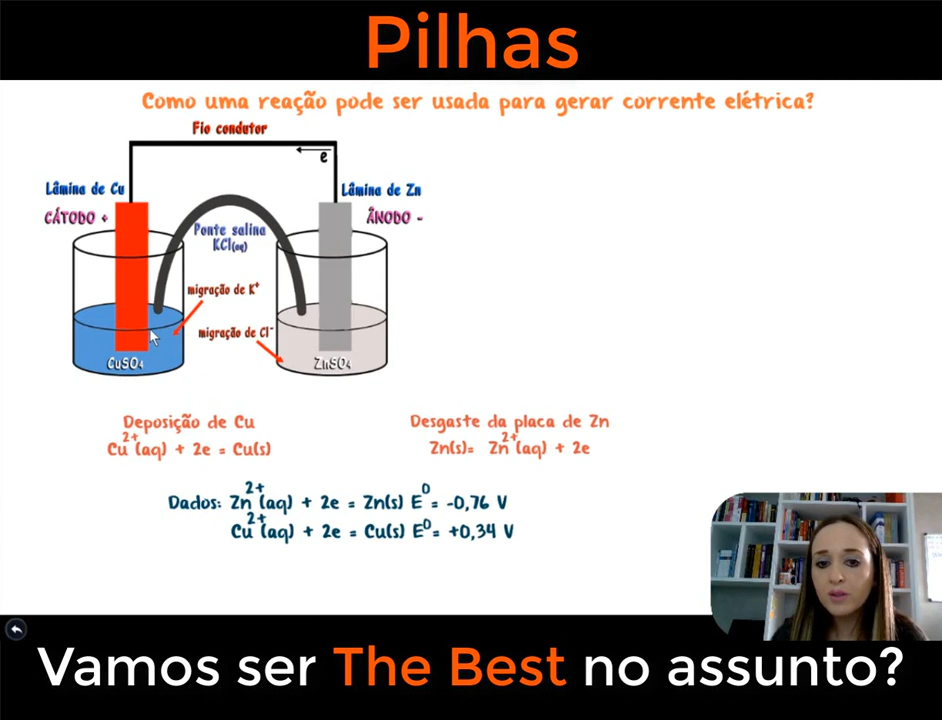 Pilhas
Como uma reação pode ser usada para gerar corrente elétrica?
Fio condutor
e
Lâmina de Cu
CÁTODO +
Lâmina de Zn
ÂNODO -
Ponte salina
KCl(aq)
migração de K⁺
migração de Cl⁻
CuSO₄
ZnSO₄
Deposição de Cu
Cu²⁺(aq) + 2e = Cu(s)
Desgaste da placa de Zn
Zn(s)= Zn²⁺(aq) + 2e
Dados: Zn²⁺(aq) + 2e = Zn(s) E⁰= -0,76 V
Cu²⁺(aq) + 2e = Cu(s) E⁰= +0,34 V
Vamos ser The Best no assunto?